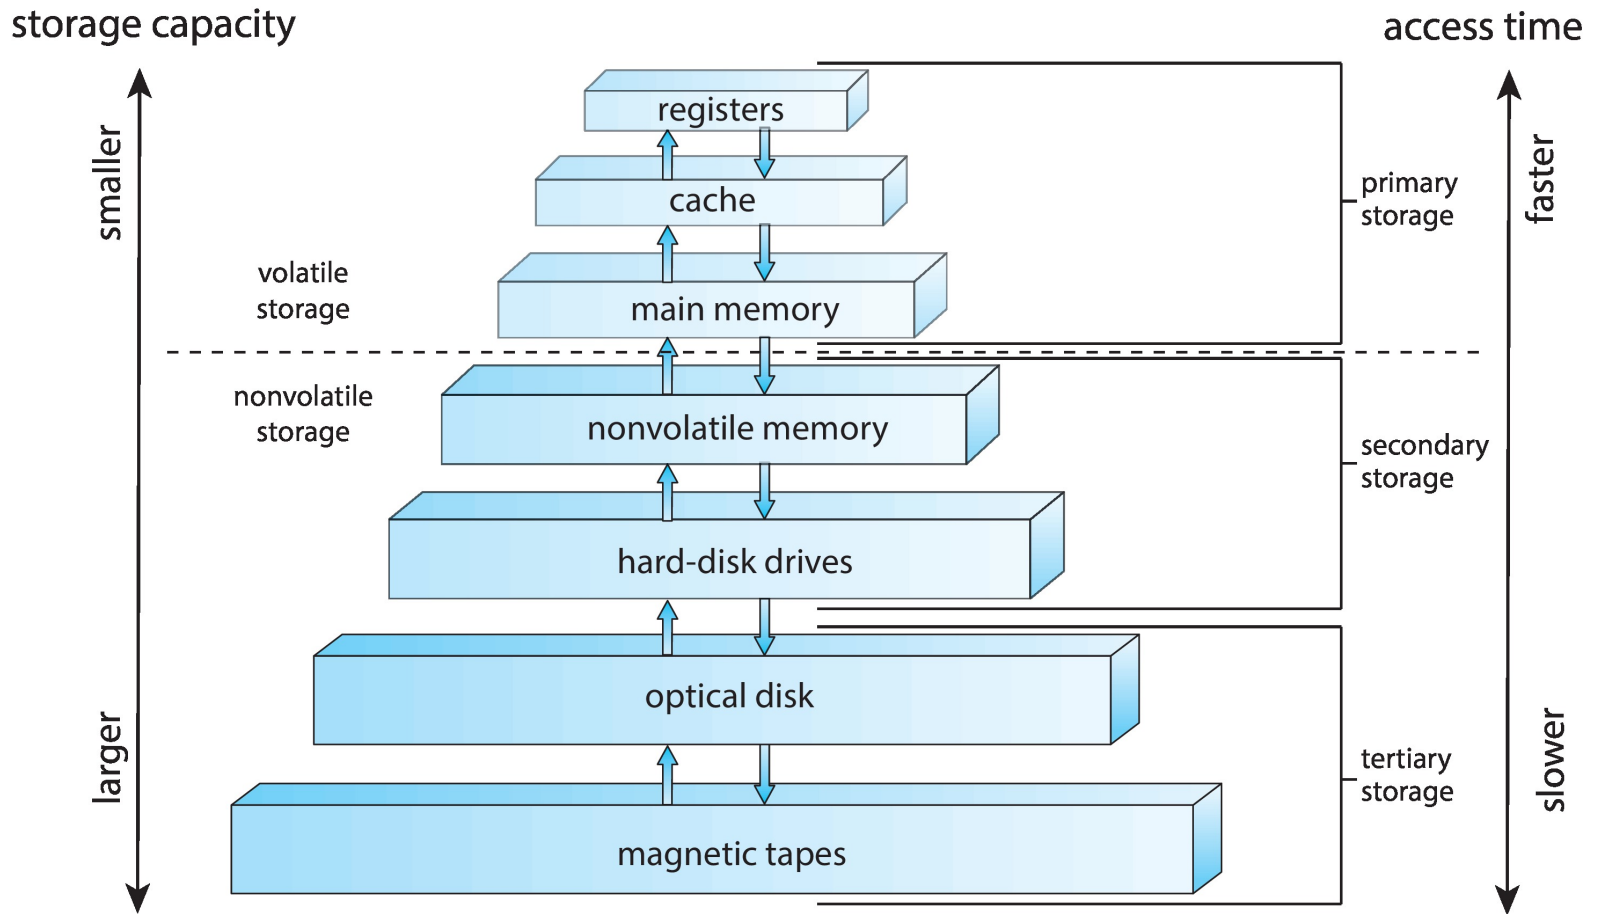 storage capacity
access time
smaller
larger
volatile
storage
nonvolatile
storage
registers
cache
main memory
nonvolatile memory
hard-disk drives
optical disk
magnetic tapes
primary
storage
secondary
storage
tertiary
storage
faster
slower